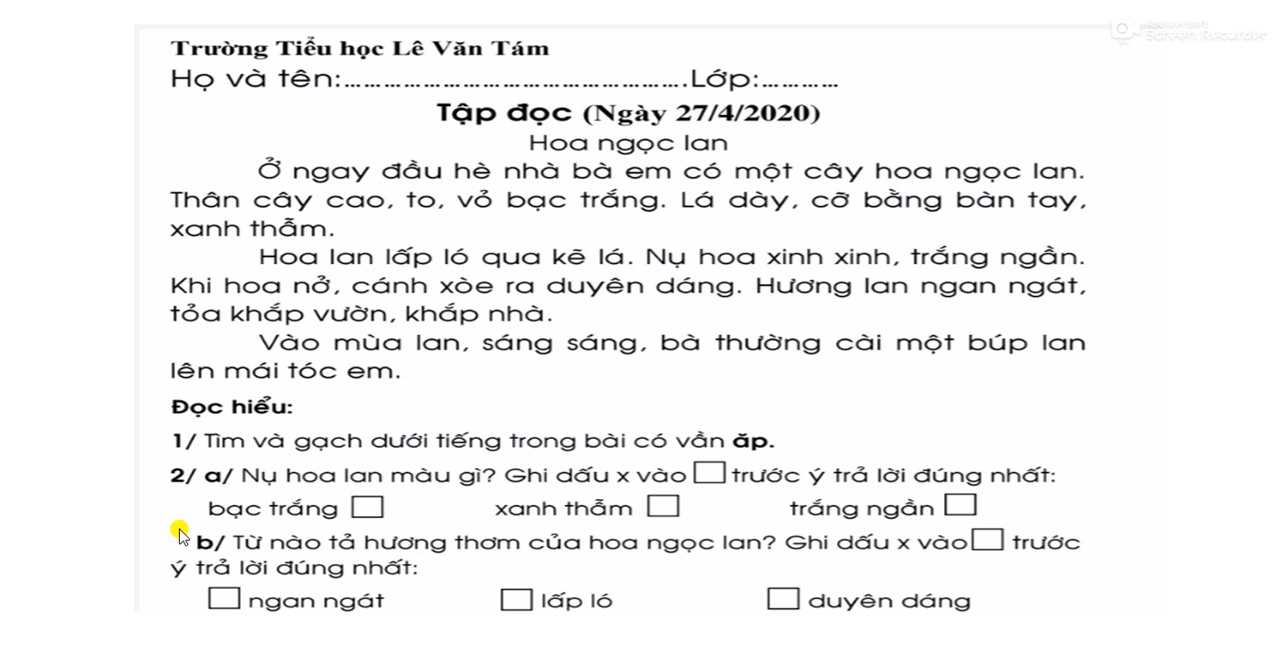 Trường Tiểu học Lê Văn Tám
Họ và tên:……………………………………………….Lớp:…………
Tập đọc (Ngày 27/4/2020)
Hoa ngọc lan
Ở ngay đầu hè nhà bà em có một cây hoa ngọc lan.
Thân cây cao, to, vỏ bạc trắng. Lá dày, cỡ bằng bàn tay,
xanh thẫm.
Hoa lan lấp ló qua kẽ lá. Nụ hoa xinh xinh, trắng ngần.
Khi hoa nở, cánh xòe ra duyên dáng. Hương lan ngan ngát,
tỏa khắp vườn, khắp nhà.
Vào mùa lan, sáng sáng, bà thường cài một búp lan
lên mái tóc em.
Đọc hiểu:
1/ Tìm và gạch dưới tiếng trong bài có vần ăp.
2/ a/ Nụ hoa lan màu gì? Ghi dấu x vào □ trước ý trả lời đúng nhất:
bạc trắng □ xanh thẫm □ trắng ngần □
b/ Từ nào tả hương thơm của hoa ngọc lan? Ghi dấu x vào □ trước
ý trả lời đúng nhất:
□ ngan ngát □ lấp ló □ duyên dáng
Screen Recorder